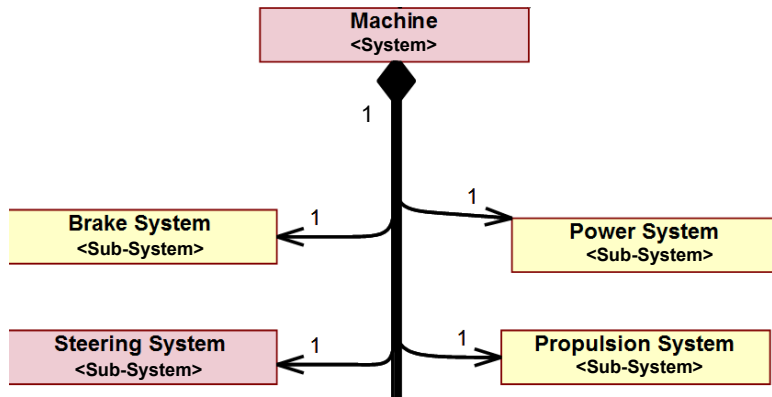 Machine
<System>
1
1
1
Brake System
<Sub-System>
Power System
<Sub-System>
Steering System
<Sub-System>
1
1
Propulsion System
<Sub-System>